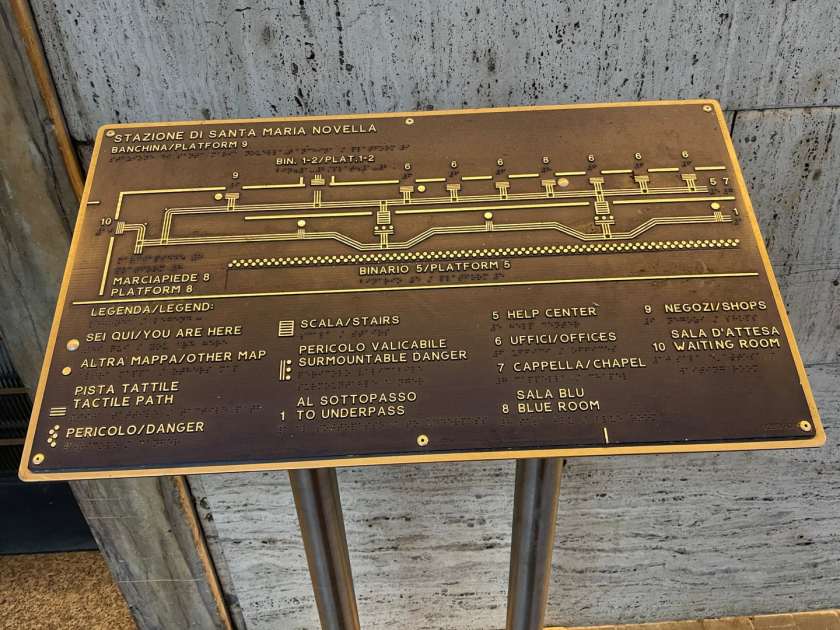 STAZIONE DI SANTA MARIA NOVELLA
BANCHINA/PLATFORM 9
BIN. 1-2/PLAT.1-2
9
6
6
6
8
6
6
6
5 7
10
1
MARCIAPIEDE 8
PLATFORM 8
BINARIO 5/PLATFORM 5
LEGENDA/LEGEND:
SEI QUI/YOU ARE HERE
ALTRA MAPPA/OTHER MAP
PISTA TATTILE
TACTILE PATH
PERICOLO/DANGER
SCALA/STAIRS
PERICOLO VALICABILE
SURMOUNTABLE DANGER
AL SOTTOPASSO
1 TO UNDERPASS
5 HELP CENTER
6 UFFICI/OFFICES
7 CAPPELLA/CHAPEL
SALA BLU
8 BLUE ROOM
9 NEGOZI/SHOPS
SALA D'ATTESA
10 WAITING ROOM